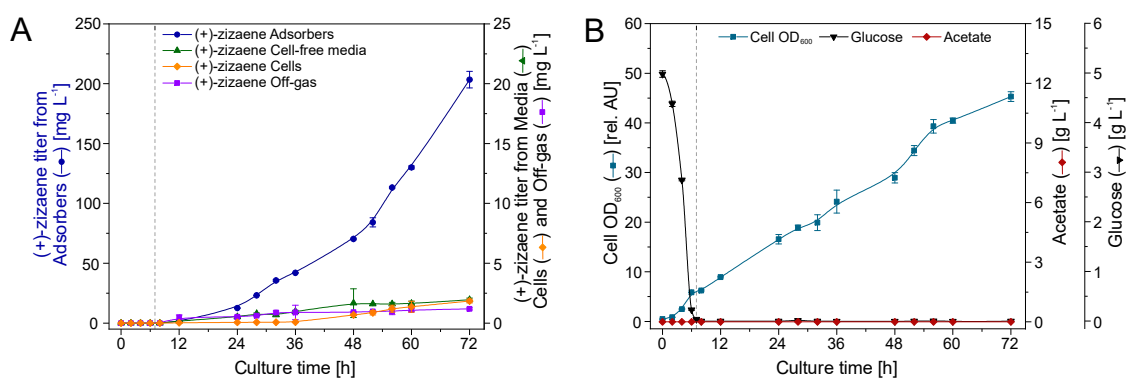 A
(+)-zizaene titer from
Adsorbers (—●—) [mg L⁻¹]
250
200
150
100
50
0
(+)-zizaene Adsorbers
(+)-zizaene Cell-free media
(+)-zizaene Cells
(+)-zizaene Off-gas
25
20
15
10
5
0
(+)-zizaene titer from Media (—▲—)
Cells (—◆—) and Off-gas (—■—) [mg L⁻¹]
0 12 24 36 48 60 72
Culture time [h]
B
Cell OD₆₀₀ (—■—) [rel. AU]
60
50
40
30
20
10
0
Cell OD₆₀₀ Glucose Acetate
15
12
9
6
3
0
Acetate (—◆—) [g L⁻¹]
6
5
4
3
2
1
0
Glucose (—▼—) [g L⁻¹]
0 12 24 36 48 60 72
Culture time [h]